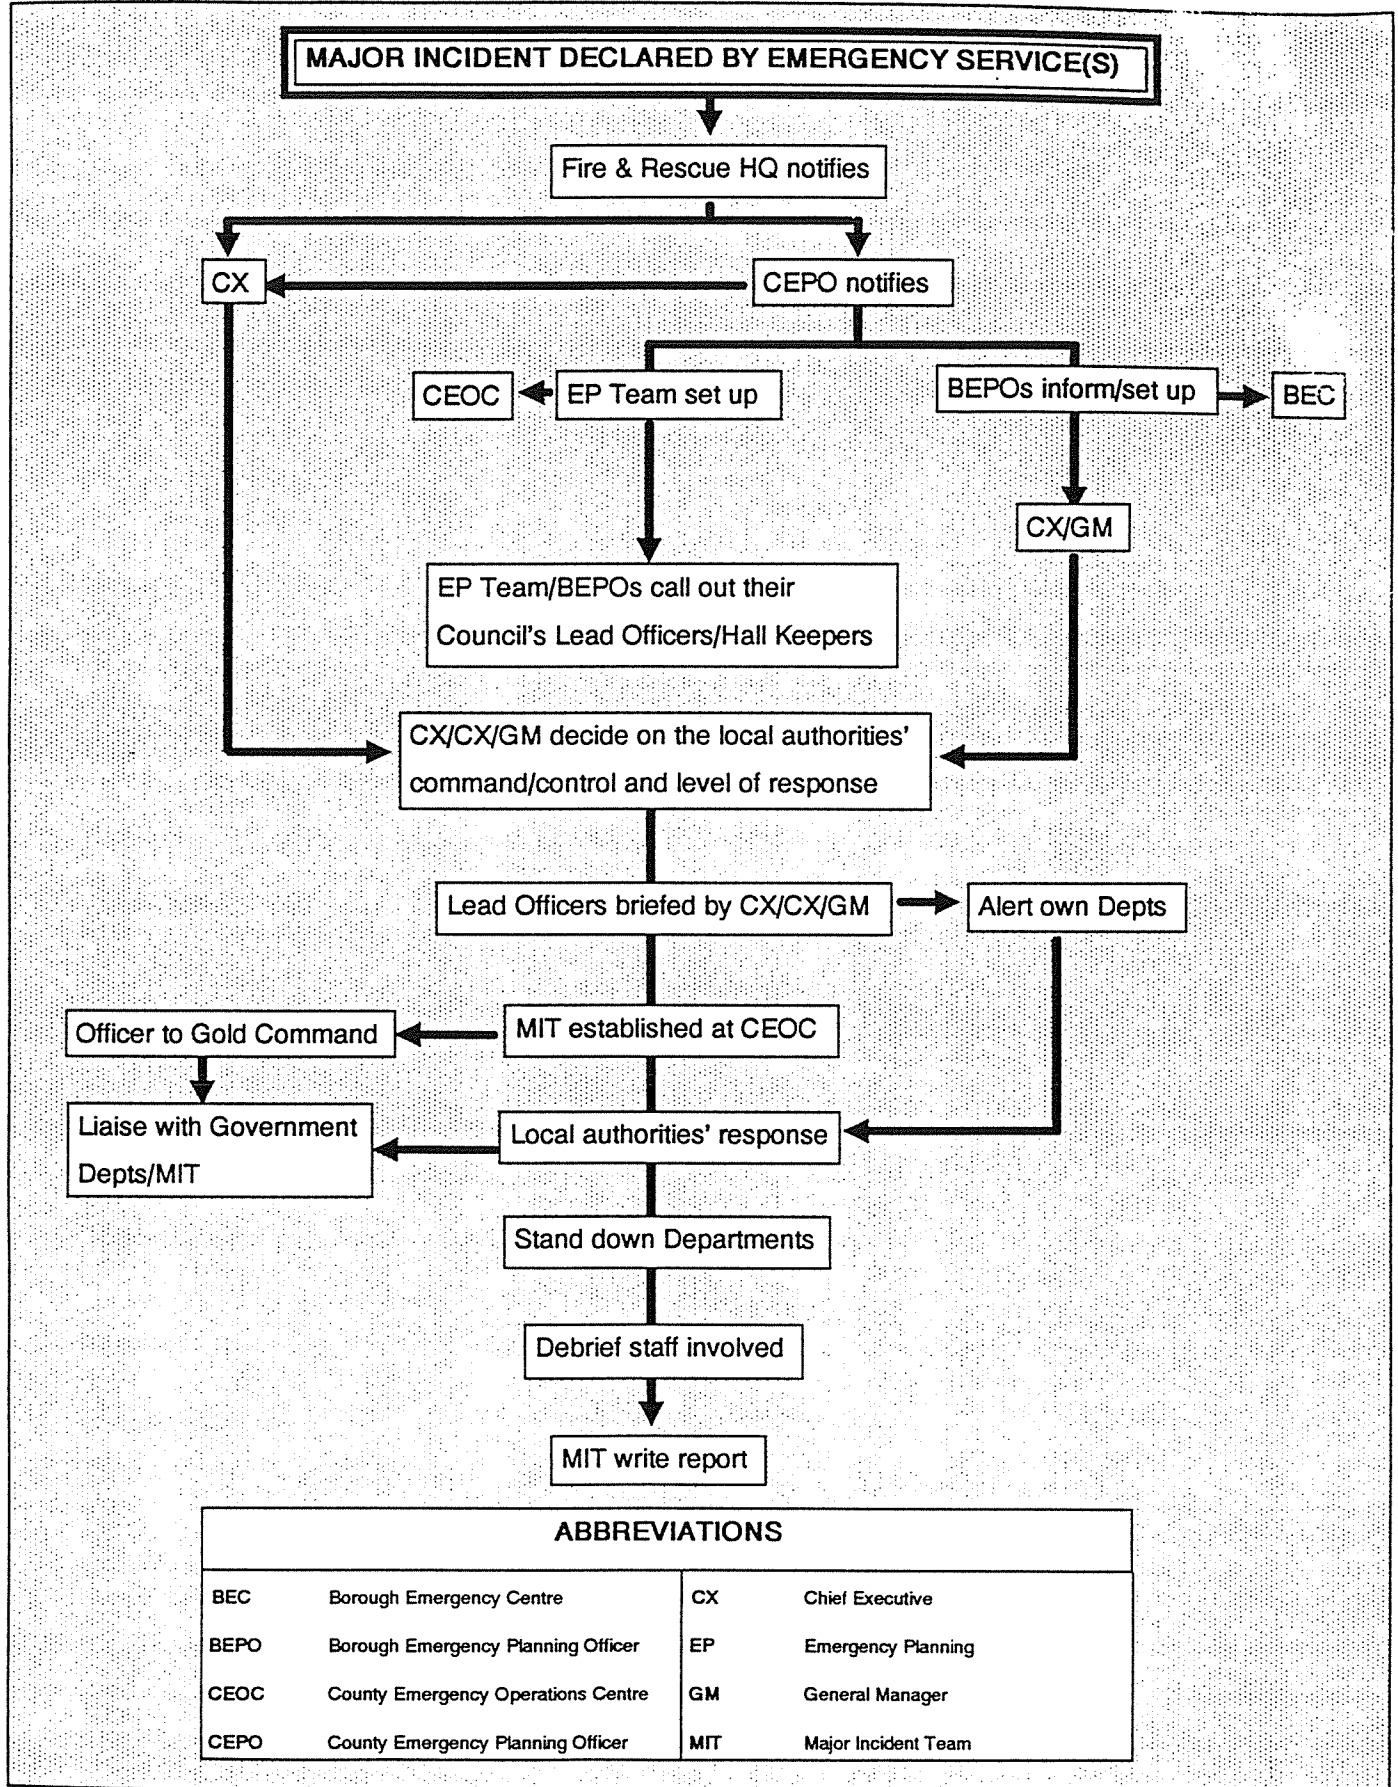 MAJOR INCIDENT DECLARED BY EMERGENCY SERVICE(S)
Fire & Rescue HQ notifies
CX
CEPO notifies
CEOC
EP Team set up
BEPOs inform/set up
BEC
CX/GM
EP Team/BEPOs call out their
Council's Lead Officers/Hall Keepers
CX/CX/GM decide on the local authorities'
command/control and level of response
Lead Officers briefed by CX/CX/GM
Alert own Depts
Officer to Gold Command
MIT established at CEOC
Liaise with Government
Depts/MIT
Local authorities' response
Stand down Departments
Debrief staff involved
MIT write report
ABBREVIATIONS
BEC Borough Emergency Centre CX Chief Executive
BEPO Borough Emergency Planning Officer EP Emergency Planning
CEOC County Emergency Operations Centre GM General Manager
CEPO County Emergency Planning Officer MIT Major Incident Team